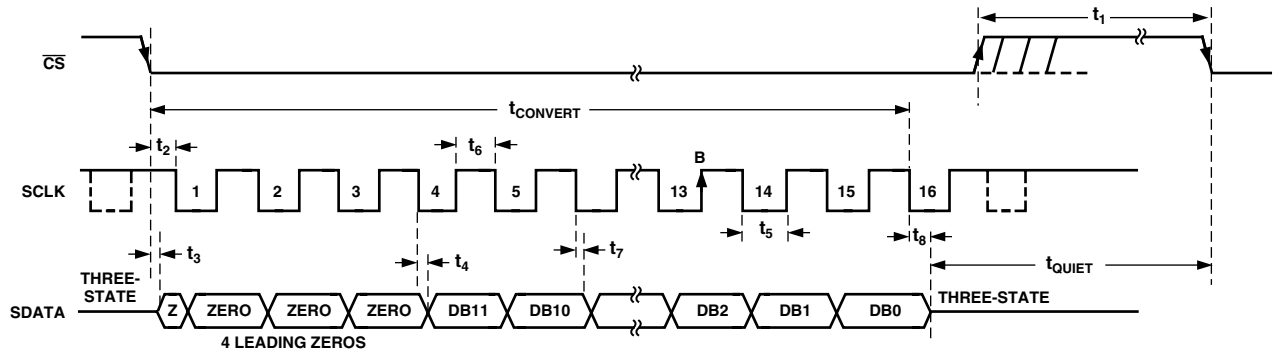 t1
CS
tCONVERT
t2
t6
B
SCLK
1
2
3
4
5
13
14
15
16
t3
t4
t7
t5
t8
tQUIET
THREE-
STATE
THREE-STATE
SDATA
Z
ZERO
ZERO
ZERO
DB11
DB10
DB2
DB1
DB0
4 LEADING ZEROS